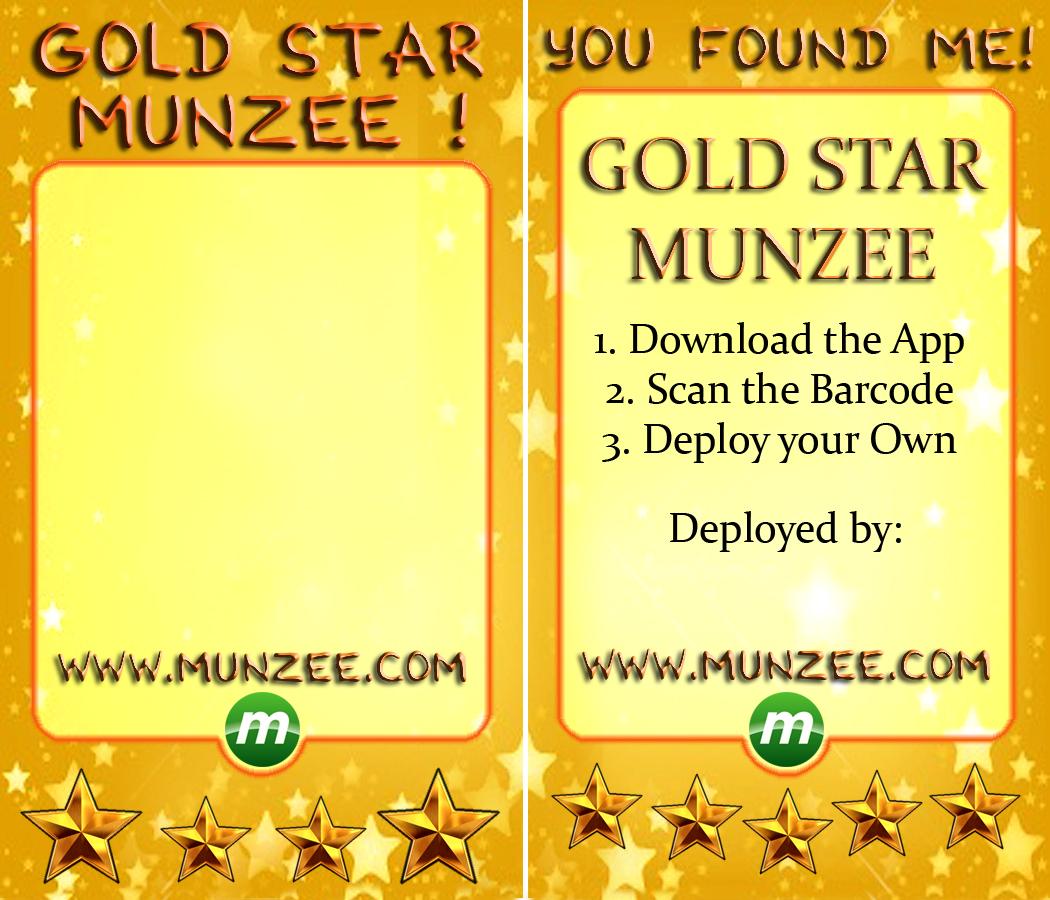 GOLD STAR
MUNZEE !
WWW.MUNZEE.COM
m
YOU FOUND ME!
GOLD STAR
MUNZEE
1. Download the App
2. Scan the Barcode
3. Deploy your Own
Deployed by:
WWW.MUNZEE.COM
m